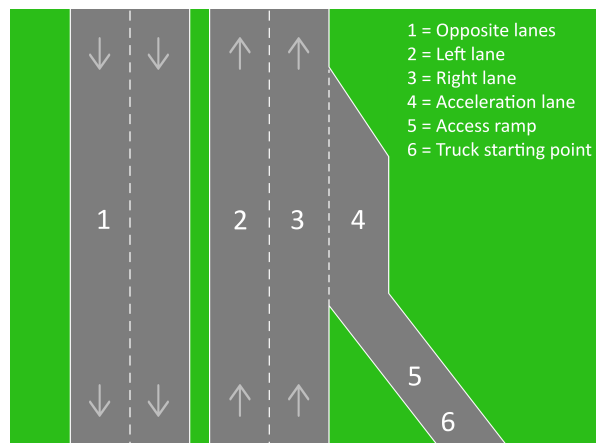 1 = Opposite lanes
2 = Left lane
3 = Right lane
4 = Acceleration lane
5 = Access ramp
6 = Truck starting point
1
2
3
4
5
6